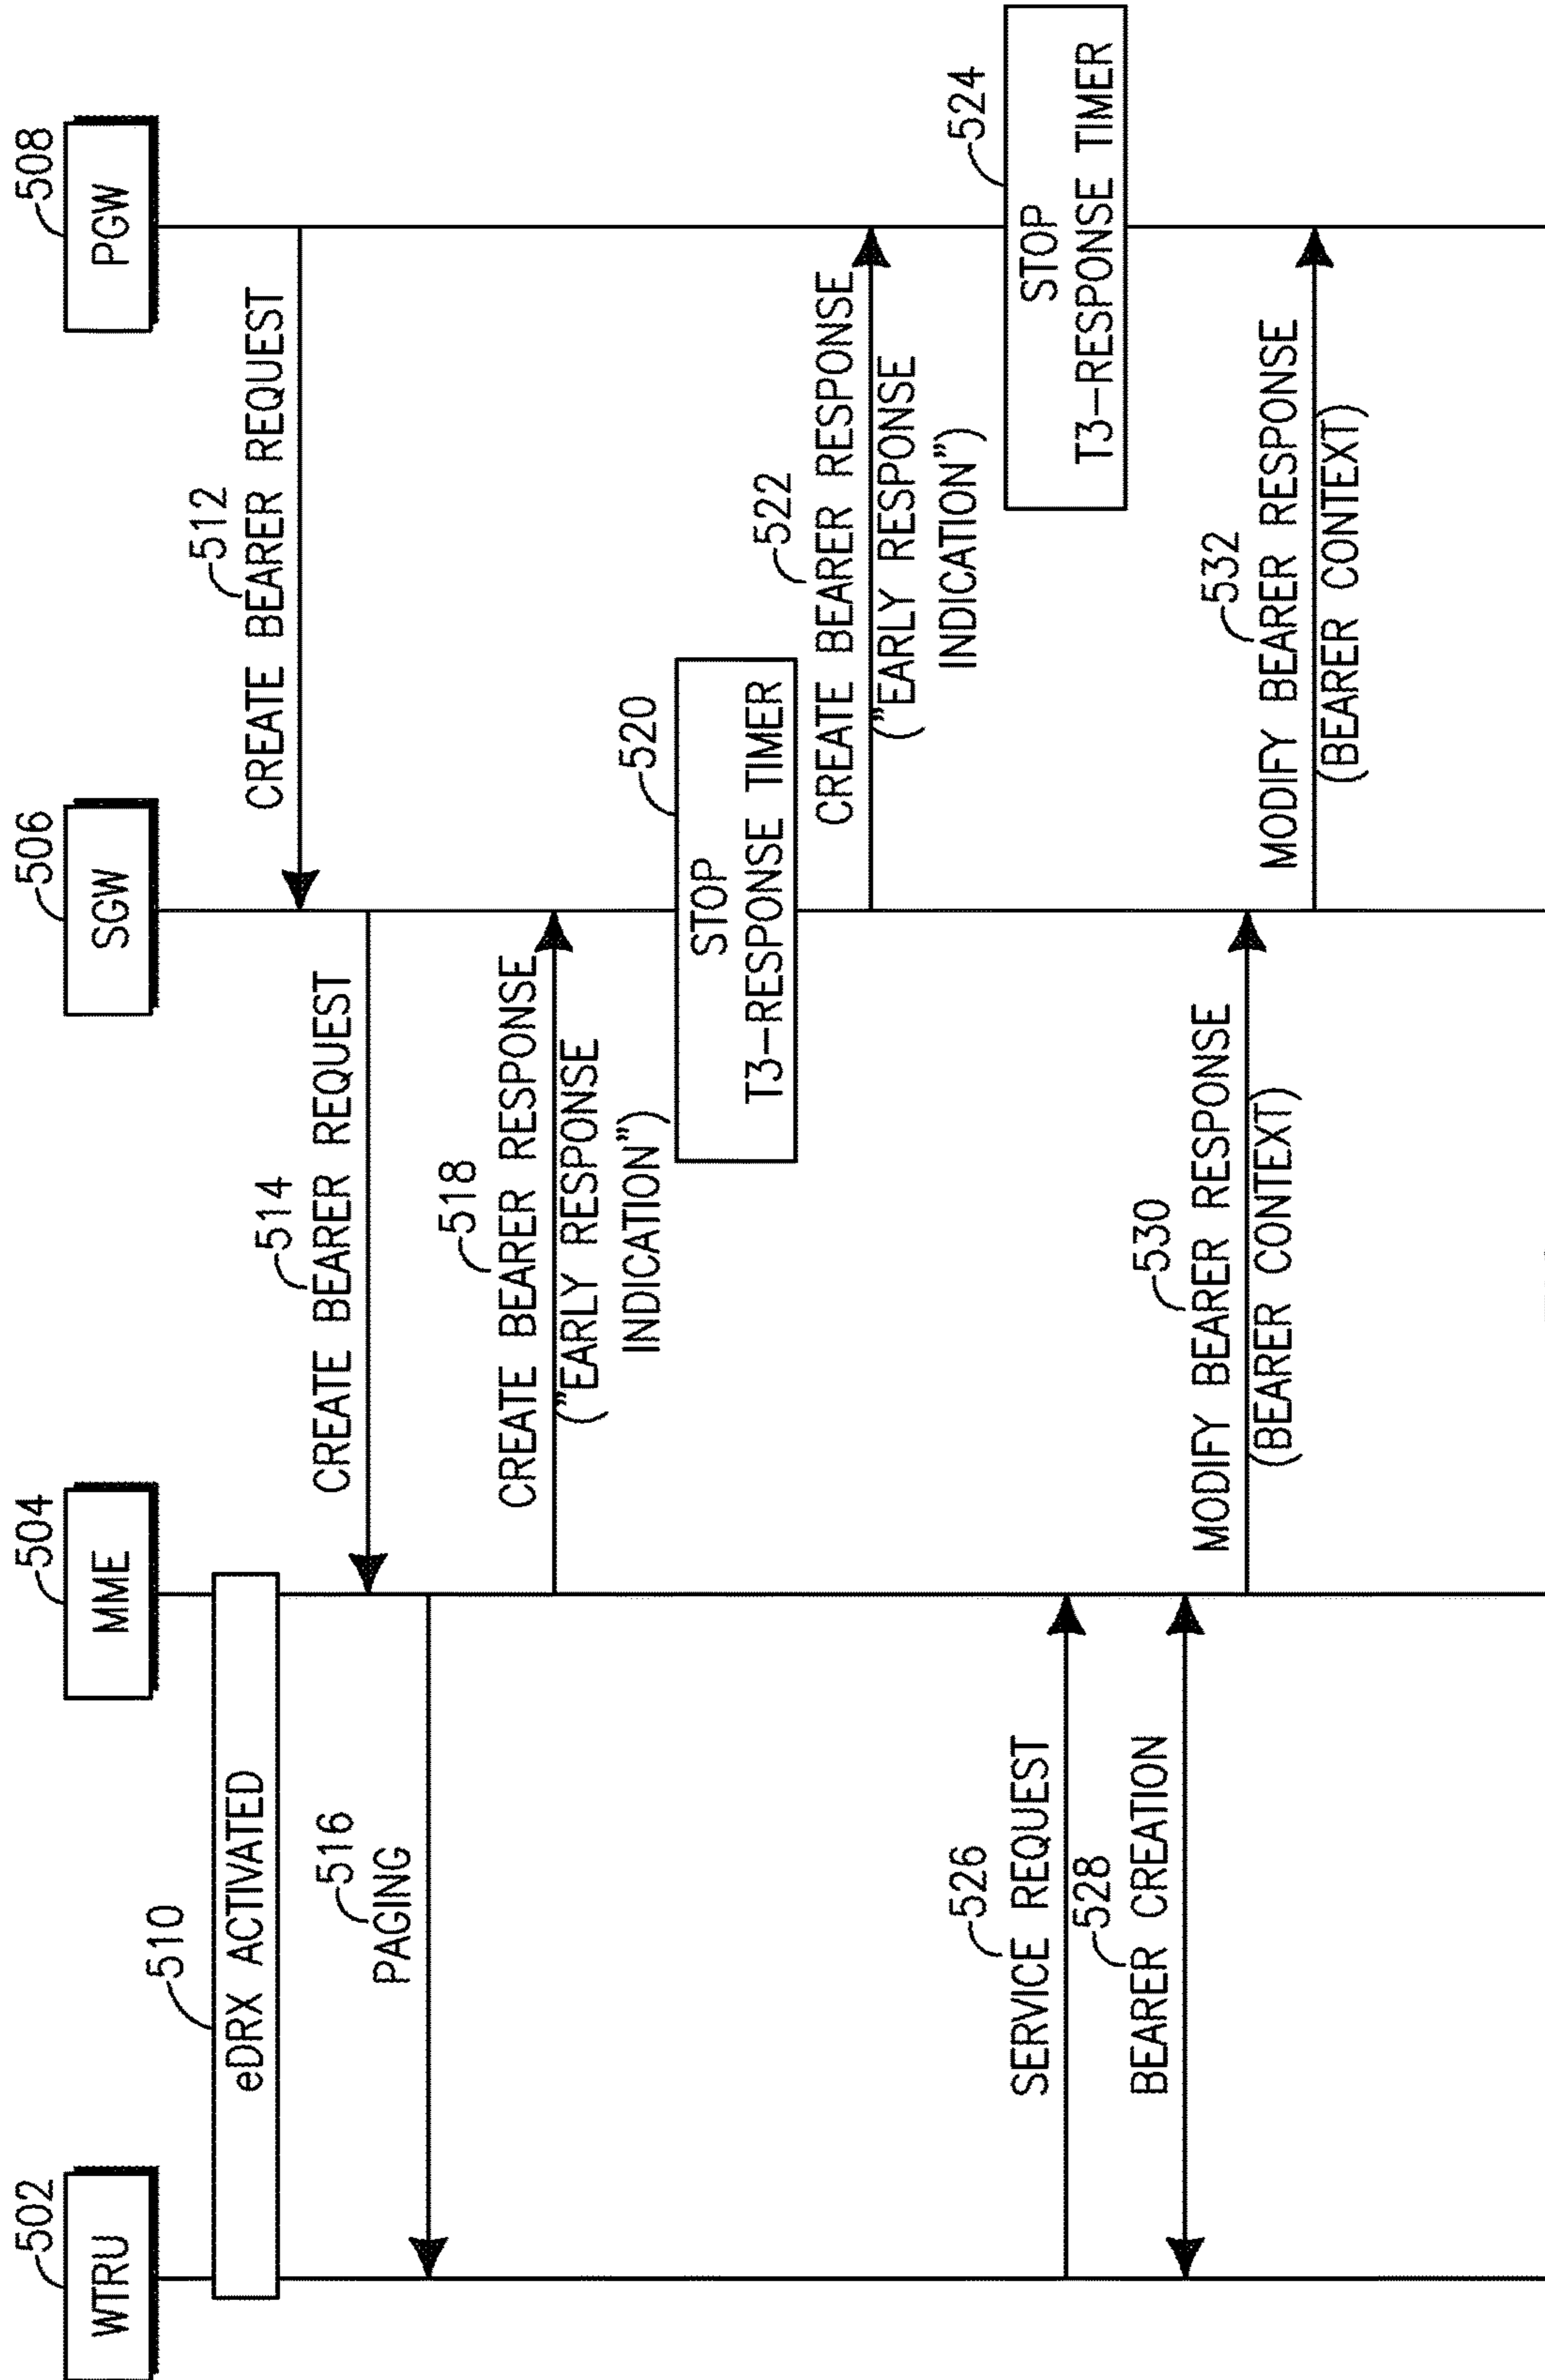 502
WTRU
504
MME
506
SGW
508
PGW
510
eDRX ACTIVATED
512
CREATE BEARER REQUEST
514
CREATE BEARER REQUEST
516
PAGING
518
CREATE BEARER RESPONSE
("EARLY RESPONSE
INDICATION")
520
STOP
T3-RESPONSE TIMER
522
CREATE BEARER RESPONSE
("EARLY RESPONSE
INDICATION")
524
STOP
T3-RESPONSE TIMER
526
SERVICE REQUEST
528
BEARER CREATION
530
MODIFY BEARER RESPONSE
(BEARER CONTEXT)
532
MODIFY BEARER RESPONSE
(BEARER CONTEXT)